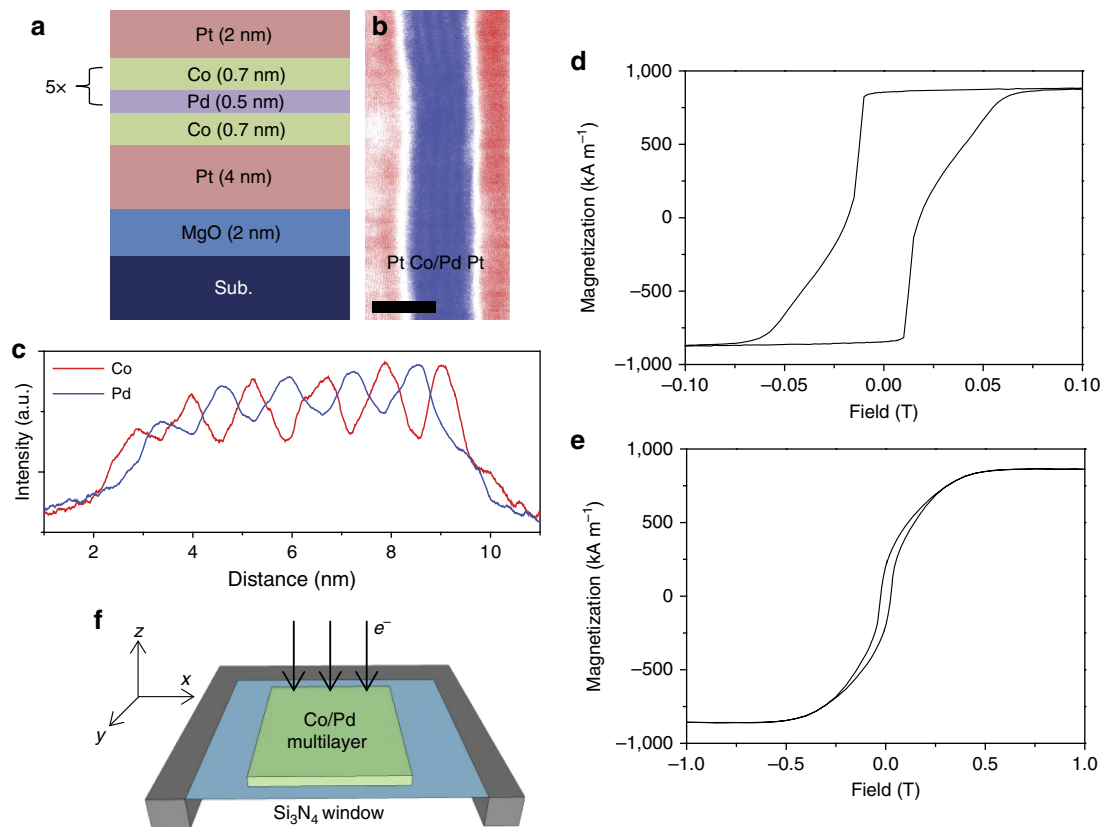 a
Pt (2 nm)
Co (0.7 nm)
5×
Pd (0.5 nm)
Co (0.7 nm)
Pt (4 nm)
MgO (2 nm)
Sub.
b
Pt Co/Pd Pt
c
Co
Pd
Intensity (a.u.)
2 4 6 8 10
Distance (nm)
d
1,000
500
0
−500
−1,000
Magnetization (kA m⁻¹)
−0.10 −0.05 0.00 0.05 0.10
Field (T)
e
1,000
500
0
−500
−1,000
Magnetization (kA m⁻¹)
−1.0 −0.5 0.0 0.5 1.0
Field (T)
f
z
x
y
e⁻
Co/Pd
multilayer
Si₃N₄ window